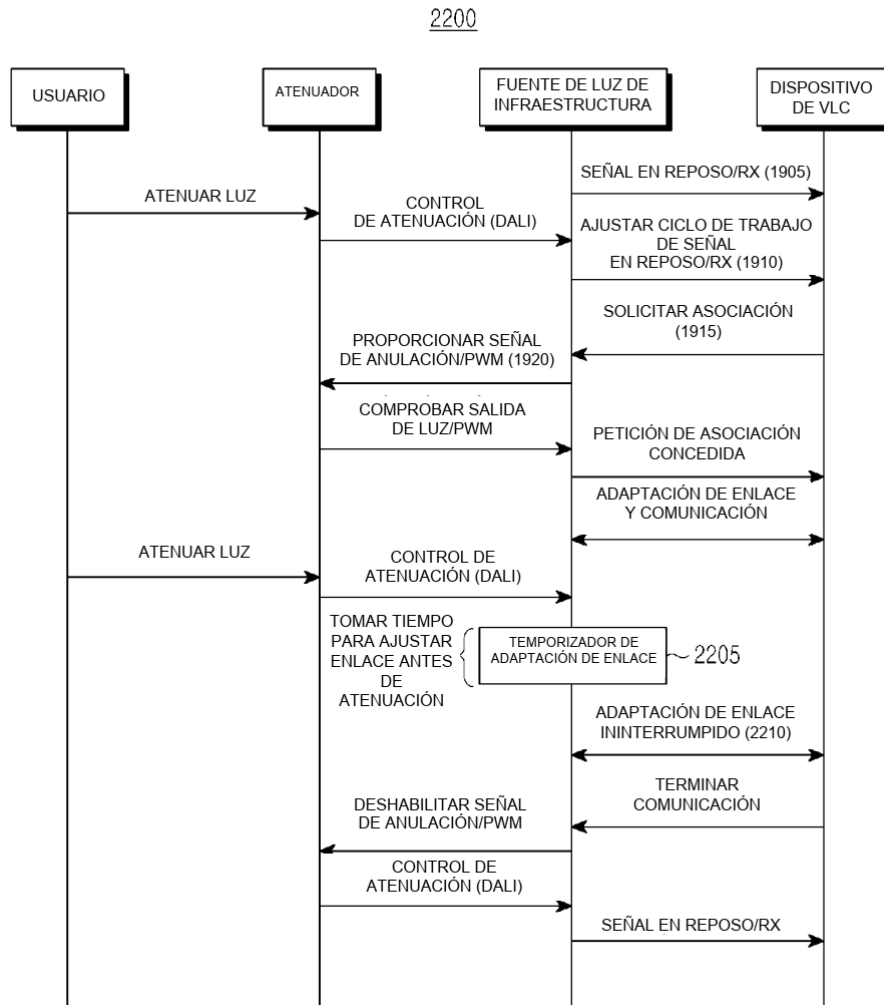 2200
USUARIO
ATENUADOR
FUENTE DE LUZ DE
INFRAESTRUCTURA
DISPOSITIVO
DE VLC
SEÑAL EN REPOSO/RX (1905)
ATENUAR LUZ
CONTROL
DE ATENUACIÓN (DALI)
AJUSTAR CICLO DE TRABAJO
DE SEÑAL
EN REPOSO/RX (1910)
SOLICITAR ASOCIACIÓN
(1915)
PROPORCIONAR SEÑAL
DE ANULACIÓN/PWM (1920)
COMPROBAR SALIDA
DE LUZ/PWM
PETICIÓN DE ASOCIACIÓN
CONCEDIDA
ADAPTACIÓN DE ENLACE
Y COMUNICACIÓN
ATENUAR LUZ
CONTROL DE
ATENUACIÓN (DALI)
TOMAR TIEMPO
PARA AJUSTAR
ENLACE ANTES
DE
ATENUACIÓN
TEMPORIZADOR DE
ADAPTACIÓN DE ENLACE
2205
ADAPTACIÓN DE ENLACE
ININTERRUMPIDO (2210)
TERMINAR
COMUNICACIÓN
DESHABILITAR SEÑAL
DE ANULACIÓN/PWM
CONTROL DE
ATENUACIÓN (DALI)
SEÑAL EN REPOSO/RX